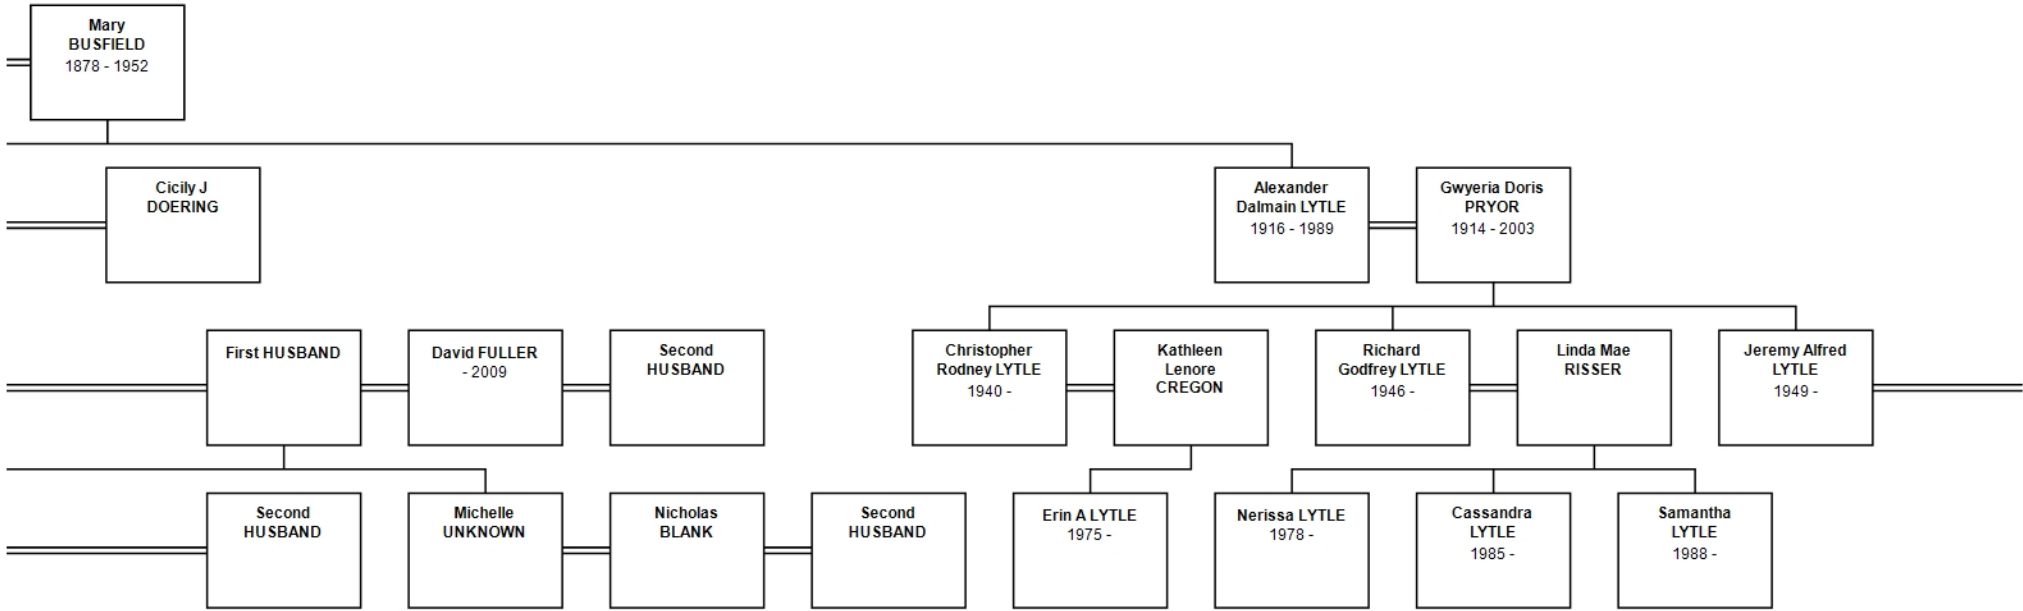 Mary
BUSFIELD
1878 - 1952
Cicily J
DOERING
Alexander
Dalmain LYTLE
1916 - 1989
Gwyeria Doris
PRYOR
1914 - 2003
First HUSBAND
David FULLER
- 2009
Second
HUSBAND
Christopher
Rodney LYTLE
1940 -
Kathleen
Lenore
CREGON
Richard
Godfrey LYTLE
1946 -
Linda Mae
RISSER
Jeremy Alfred
LYTLE
1949 -
Second
HUSBAND
Michelle
UNKNOWN
Nicholas
BLANK
Second
HUSBAND
Erin A LYTLE
1975 -
Nerissa LYTLE
1978 -
Cassandra
LYTLE
1985 -
Samantha
LYTLE
1988 -